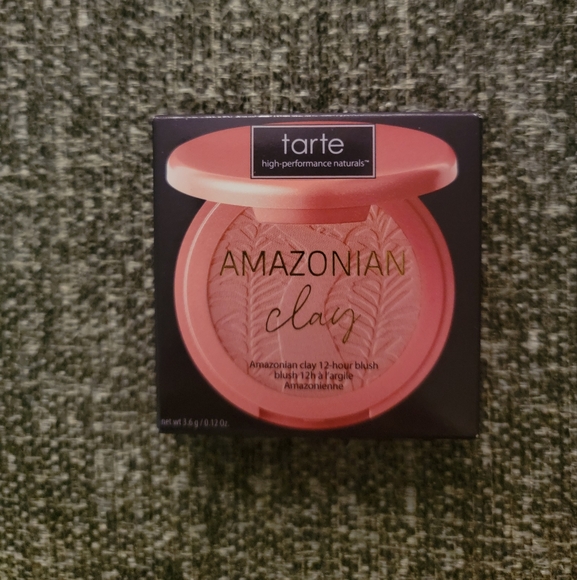 tarte
high-performance naturals™
AMAZONIAN
clay
Amazonian clay 12-hour blush
blush 12h à l'argile
Amazonienne
net wt 3.6 g / 0.12 Oz.